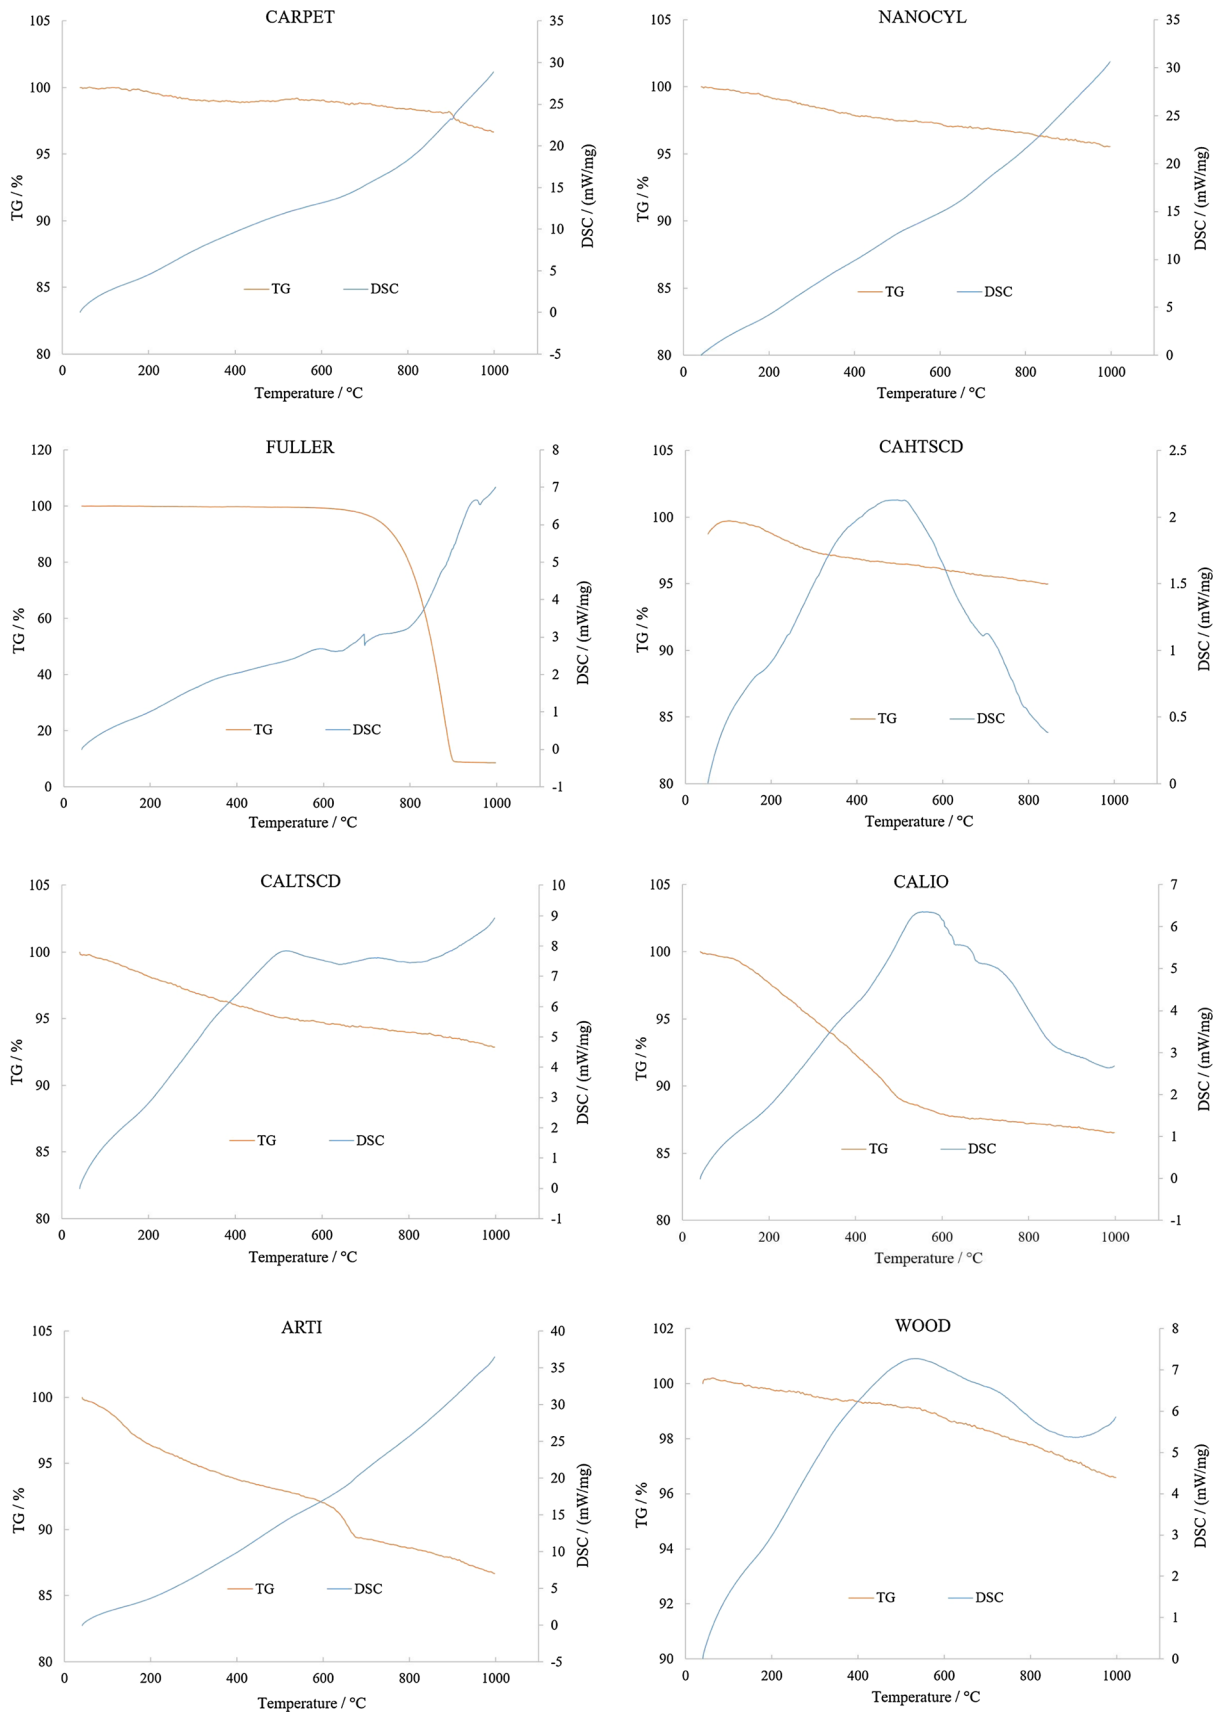 CARPET
105
100
95
90
85
80
TG / %
35
30
25
20
15
10
5
0
-5
DSC / (mW/mg)
TG
DSC
0 200 400 600 800 1000
Temperature / °C
NANOCYL
105
100
95
90
85
80
TG / %
35
30
25
20
15
10
5
0
DSC / (mW/mg)
TG
DSC
0 200 400 600 800 1000
Temperature / °C
FULLER
120
100
80
60
40
20
0
TG / %
8
7
6
5
4
3
2
1
0
-1
DSC / (mW/mg)
TG
DSC
0 200 400 600 800 1000
Temperature / °C
CAHTSCD
105
100
95
90
85
80
TG / %
2.5
2
1.5
1
0.5
0
DSC / (mW/mg)
TG
DSC
0 200 400 600 800 1000
Temperature / °C
CALTSCD
105
100
95
90
85
80
TG / %
10
9
8
7
6
5
4
3
2
1
0
-1
DSC / (mW/mg)
TG
DSC
0 200 400 600 800 1000
Temperature / °C
CALIO
105
100
95
90
85
80
TG / %
7
6
5
4
3
2
1
0
-1
DSC / (mW/mg)
TG
DSC
0 200 400 600 800 1000
Temperature / °C
ARTI
105
100
95
90
85
80
TG / %
40
35
30
25
20
15
10
5
0
-5
DSC / (mW/mg)
TG
DSC
0 200 400 600 800 1000
Temperature / °C
WOOD
102
100
98
96
94
92
90
TG / %
8
7
6
5
4
3
2
1
0
DSC / (mW/mg)
TG
DSC
0 200 400 600 800 1000
Temperature / °C